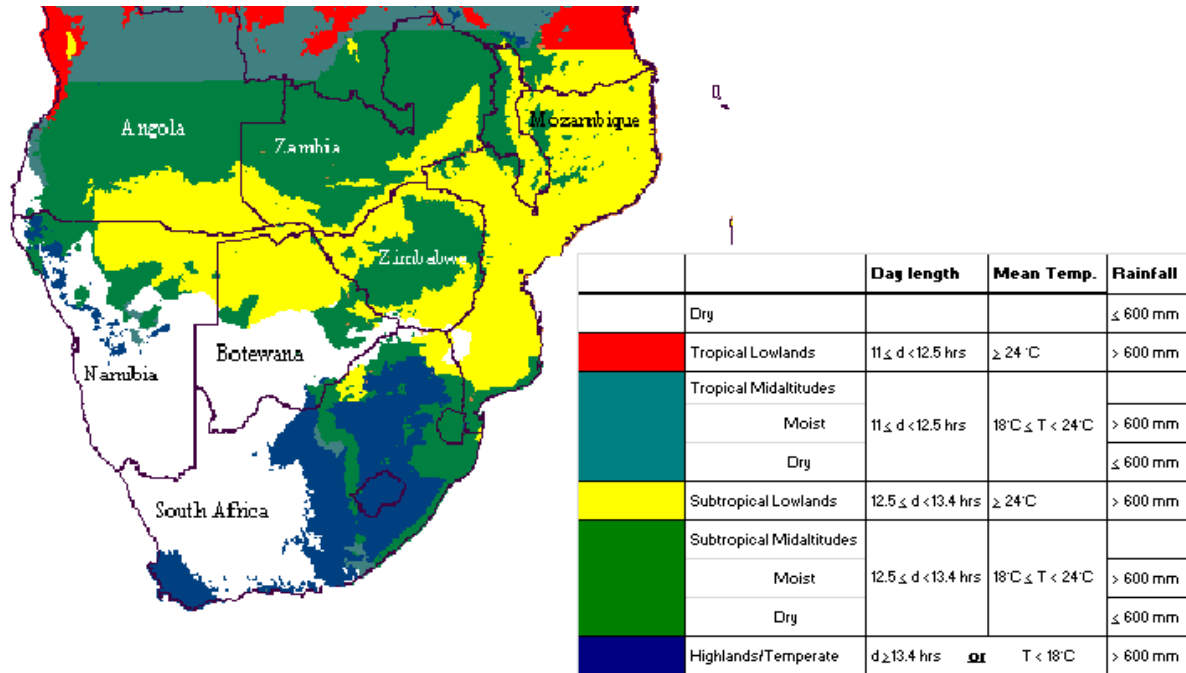 Angola
Zambia
Mozambique
Zimbabwe
Botewana
Namibia
South Africa
Day length Mean Temp. Rainfall
Dry ≤ 600 mm
Tropical Lowlands 11 ≤ d < 12.5 hrs ≥ 24°C > 600 mm
Tropical Midaltitudes
Moist 11 ≤ d < 12.5 hrs 18°C ≤ T < 24°C > 600 mm
Dry ≤ 600 mm
Subtropical Lowlands 12.5 ≤ d < 13.4 hrs ≥ 24°C > 600 mm
Subtropical Midaltitudes
Moist 12.5 ≤ d < 13.4 hrs 18°C ≤ T < 24°C > 600 mm
Dry ≤ 600 mm
Highlands/Temperate d ≥ 13.4 hrs or T < 18°C > 600 mm